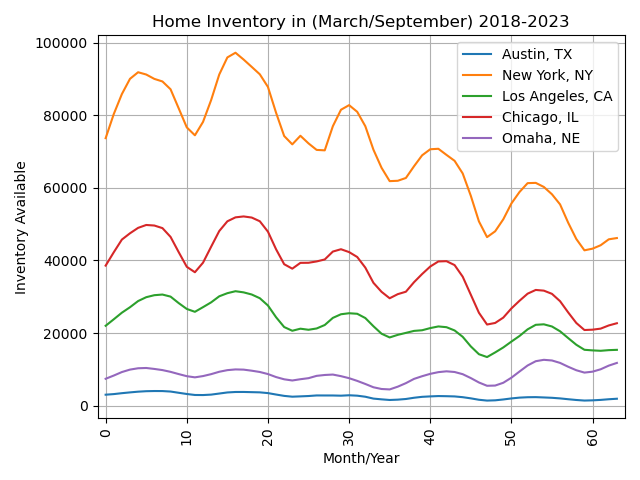 Home Inventory in (March/September) 2018-2023
Austin, TX
New York, NY
Los Angeles, CA
Chicago, IL
Omaha, NE
Inventory Available
100000
80000
60000
40000
20000
0
0
10
20
30
40
50
60
Month/Year